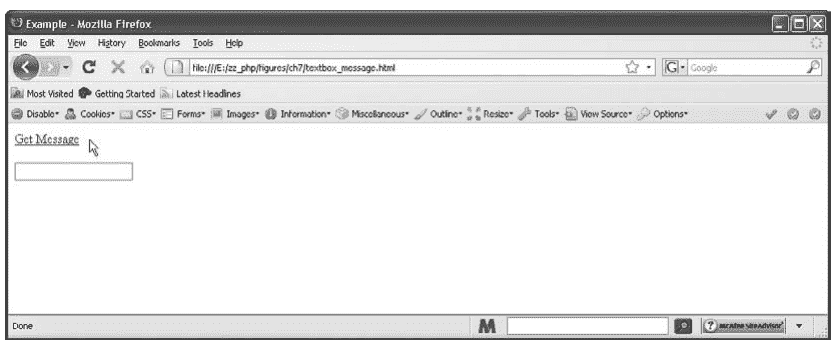 Example - Mozilla Firefox
File Edit View History Bookmarks Tools Help
file:///E:/zz_php/figures/ch7/textbox_message.html
G Google
Most Visited Getting Started Latest Headlines
Disable Cookies CSS Forms Images Information Miscellaneous Outline Resize Tools View Source Options
Get Message
Done
M
? McAfee SiteAdvisor